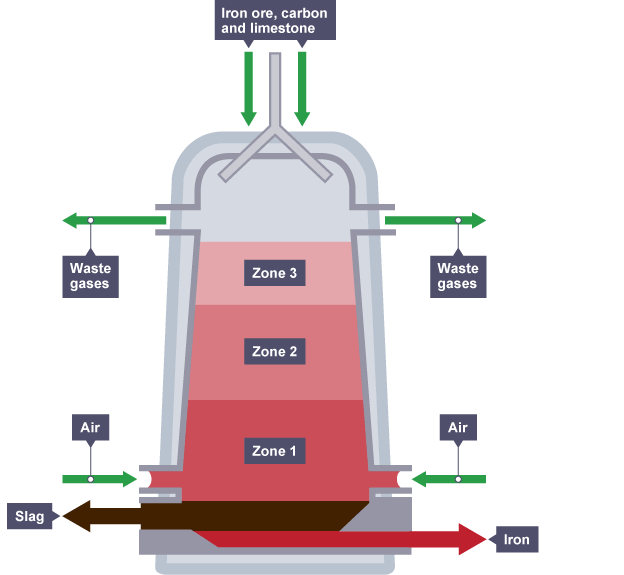 Iron ore, carbon
and limestone
Zone 3
Waste
gases
Waste
gases
Zone 2
Air
Air
Zone 1
Slag
Iron